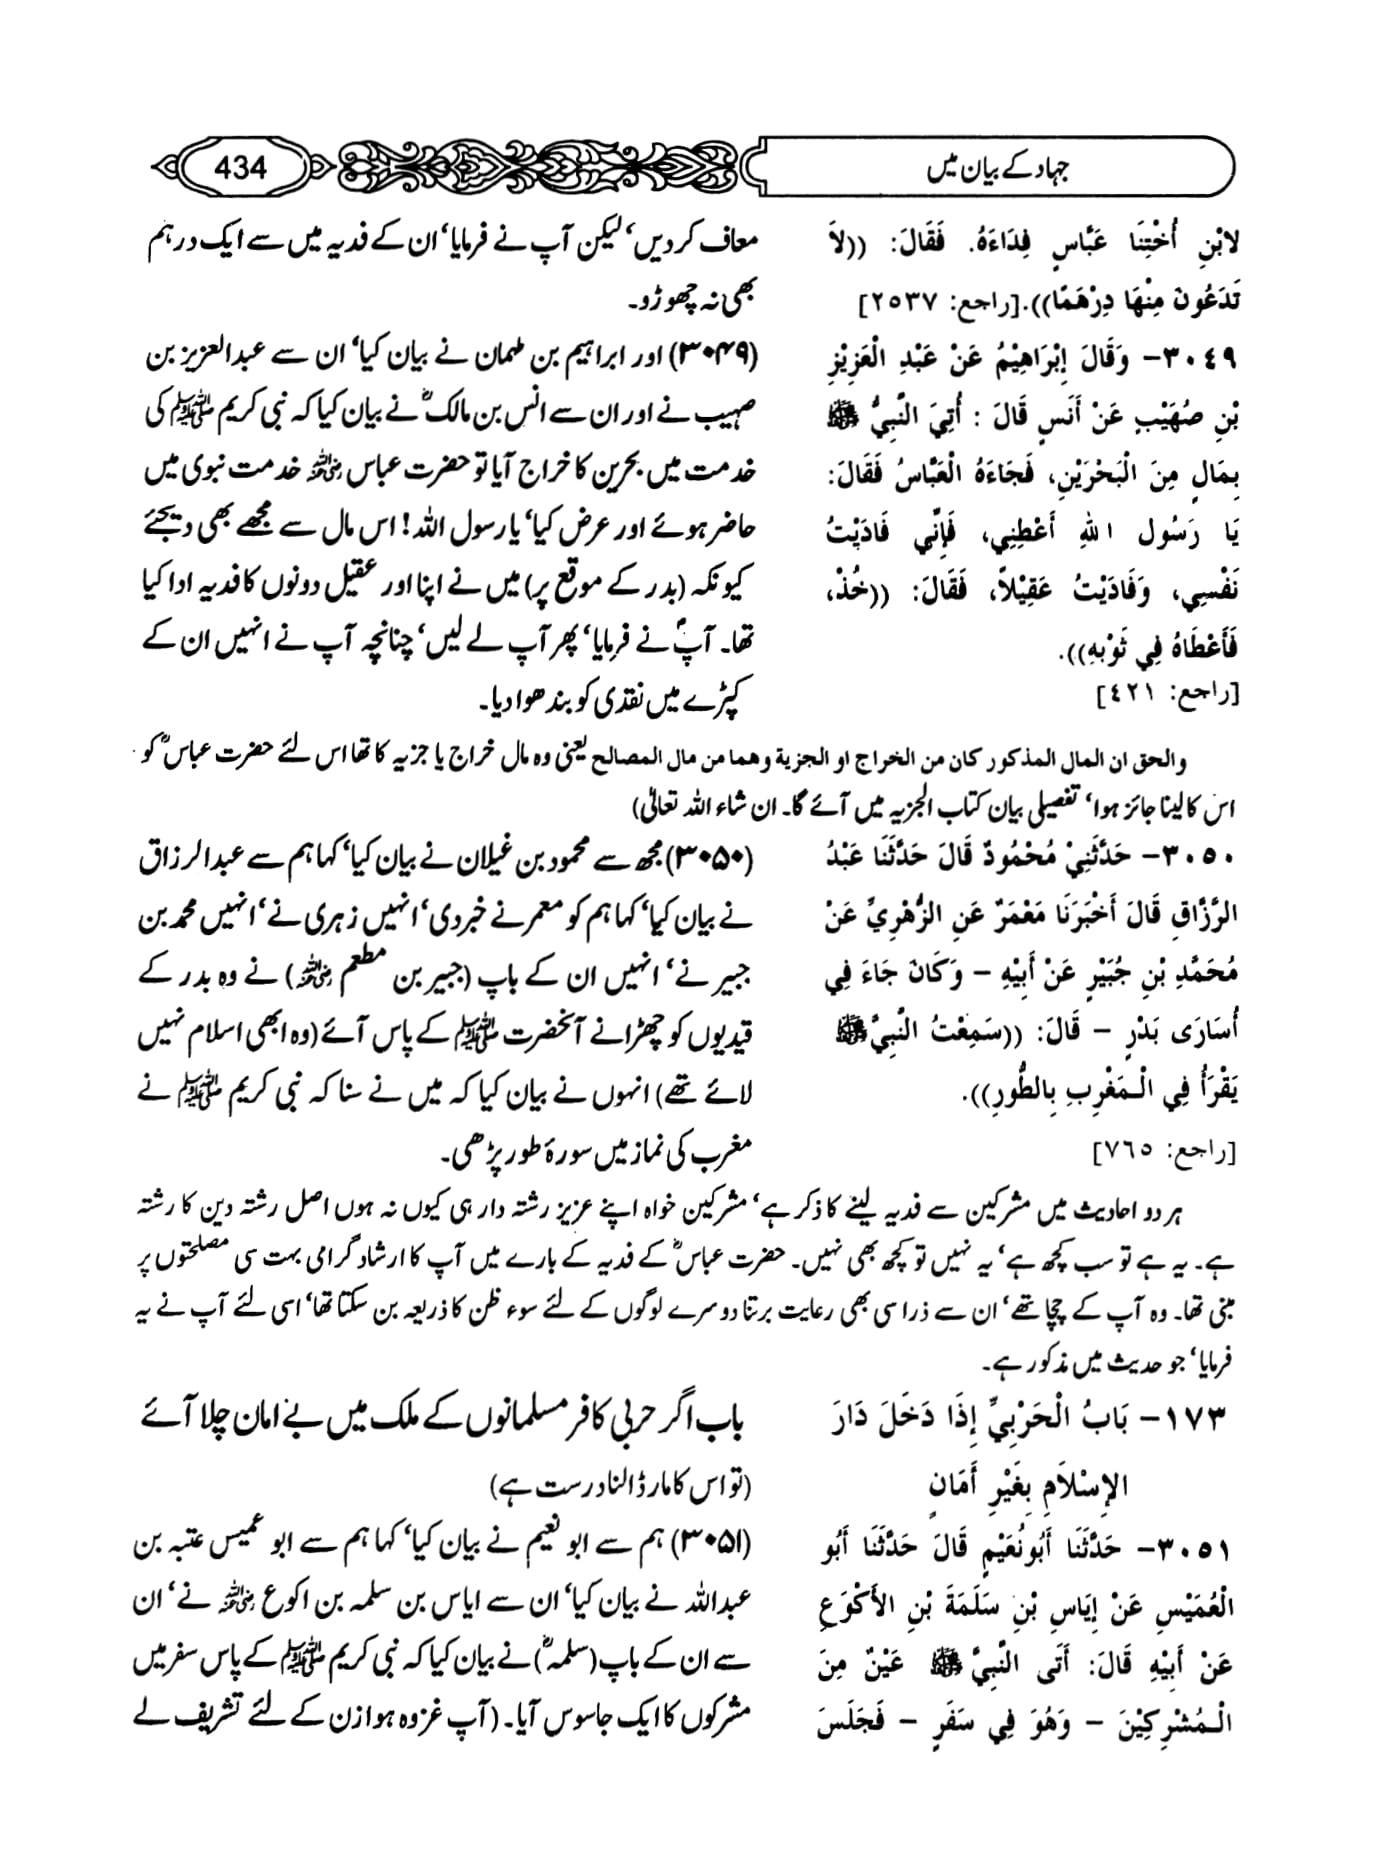 جہاد کے بیان میں
434
لابْنِ أُخْتِنَا عَبَّاسٍ فِدَاءَهُ. فَقَالَ: ((لاَ
تَدَعُونَ مِنْهَا دِرْهَمًا)).[راجع: ٢٥٣٧]
٣٠٤٩– وَقَالَ إِبْرَاهِيْمُ عَنْ عَبْدِ الْعَزِيْزِ
بْنِ صُهَيْبٍ عَنْ أَنَسٍ قَالَ : أُتِيَ النَّبِيُّ ﷺ
بِمَالٍ مِنَ الْبَحْرَيْنِ، فَجَاءَهُ الْعَبَّاسُ فَقَالَ:
يَا رَسُولَ اللهِ أَعْطِنِي، فَإِنِّي فَادَيْتُ
نَفْسِي، وَفَادَيْتُ عَقِيْلاً، فَقَالَ: ((خُذْ،
فَأَعْطَاهُ فِي ثَوْبِهِ)).
[راجع: ٤٢١]
معاف کر دیں‘ لیکن آپ نے فرمایا‘ ان کے فدیہ میں سے ایک درہم
بھی نہ چھوڑو۔
(۳۰۴۹) اور ابراہیم بن طہمان نے بیان کیا‘ ان سے عبدالعزیز بن
صہیب نے اور ان سے انس بن مالکؓ نے بیان کیا کہ نبی کریم ﷺ کی
خدمت میں بحرین کا خراج آیا تو حضرت عباس رضی اللہ عنہ خدمت نبوی میں
حاضر ہوئے اور عرض کیا‘ یا رسول اللہ! اس مال سے مجھے بھی دیجئے
کیونکہ (بدر کے موقع پر) میں نے اپنا اور عقیل دونوں کا فدیہ ادا کیا
تھا۔ آپؐ نے فرمایا‘ پھر آپ لے لیں‘ چنانچہ آپ نے انہیں ان کے
کپڑے میں نقدی کو بندھوا دیا۔
والحق ان المال المذكور كان من الخراج او الجزية وهما من مال المصالح یعنی وہ مال خراج یا جزیہ کا تھا اس لئے حضرت عباسؓ کو
اس کا لینا جائز ہوا‘ تفصیلی بیان کتاب الجزیہ میں آئے گا۔ ان شاء اللہ تعالیٰ)
٣٠٥٠– حَدَّثَنِيْ مُحْمُودٌ قَالَ حَدَّثَنَا عَبْدُ
الرَّزَّاقِ قَالَ أَخْبَرَنَا مَعْمَرٌ عَنِ الزُّهْرِيِّ عَنْ
مُحَمَّدِ بْنِ جُبَيْرٍ عَنْ أَبِيْهِ – وَكَانَ جَاءَ فِي
أُسَارَى بَدْرٍ – قَالَ: ((سَمِعْتُ النَّبِيَّ ﷺ
يَقْرَأُ فِي الْـمَغْرِبِ بِالطُّورِ)).
[راجع: ٧٦٥]
(۳۰۵۰) مجھ سے محمود بن غیلان نے بیان کیا‘ کہا ہم سے عبدالرزاق
نے بیان کیا‘ کہا ہم کو معمر نے خبر دی‘ انہیں زہری نے‘ انہیں محمد بن
جبیر نے‘ انہیں ان کے باپ (جبیر بن مطعم رضی اللہ عنہ) نے وہ بدر کے
قیدیوں کو چھڑانے آنحضرت ﷺ کے پاس آئے (وہ ابھی اسلام نہیں
لائے تھے) انہوں نے بیان کیا کہ میں نے سنا کہ نبی کریم ﷺ نے
مغرب کی نماز میں سورۂ طور پڑھی۔
ہر دو احادیث میں مشرکین سے فدیہ لینے کا ذکر ہے‘ مشرکین خواہ اپنے عزیز رشتہ دار ہی کیوں نہ ہوں اصل رشتہ دین کا رشتہ
ہے۔ یہ ہے تو سب کچھ ہے‘ یہ نہیں تو کچھ بھی نہیں۔ حضرت عباسؓ کے فدیہ کے بارے میں آپ کا ارشاد گرامی بہت سی مصلحتوں پر
مبنی تھا۔ وہ آپ کے چچا تھے‘ ان سے ذرا سی بھی رعایت برتنا دوسرے لوگوں کے لئے سوء ظن کا ذریعہ بن سکتا تھا‘ اسی لئے آپ نے یہ
فرمایا‘ جو حدیث میں مذکور ہے۔
١٧٣– بَابُ الْحَرْبِيِّ إِذَا دَخَلَ دَارَ
الإِسْلاَمِ بِغَيْرِ أَمَانٍ
باب اگر حربی کافر مسلمانوں کے ملک میں بے امان چلا آئے
(تو اس کا مار ڈالنا درست ہے)
٣٠٥١– حَدَّثَنَا أَبُونُعَيْمٍ قَالَ حَدَّثَنَا أَبُو
الْعُمَيْسِ عَنْ إِيَاسِ بْنِ سَلَمَةَ بْنِ الأَكْوَعِ
عَنْ أَبِيْهِ قَالَ: أَتَى النَّبِيَّ ﷺ عَيْنٌ مِنَ
الْـمُشْرِكِيْنَ – وَهُوَ فِي سَفَرٍ – فَجَلَسَ
(۳۰۵۱) ہم سے ابو نعیم نے بیان کیا‘ کہا ہم سے ابو عمیس عتبہ بن
عبداللہ نے بیان کیا‘ ان سے ایاس بن سلمہ بن اکوع رضی اللہ عنہ نے‘ ان
سے ان کے باپ (سلمہؓ) نے بیان کیا کہ نبی کریم ﷺ کے پاس سفر میں
مشرکوں کا ایک جاسوس آیا۔ (آپ غزوہ ہوازن کے لئے تشریف لے